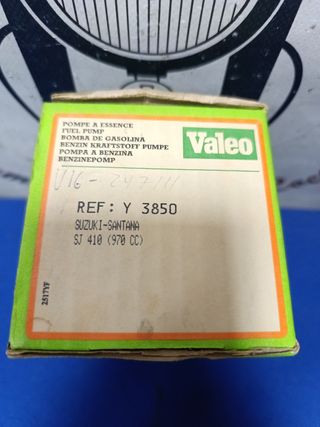 POMPE A ESSENCE
FUEL PUMP
BOMBA DE GASOLINA
BENZIN KRAFTSTOFF PUMPE
POMPA A BENZINA
BENZINEPOMP
Valeo
REF: Y 3850
SUZUKI-SANTANA
SJ 410 (970 CC)
2517YF